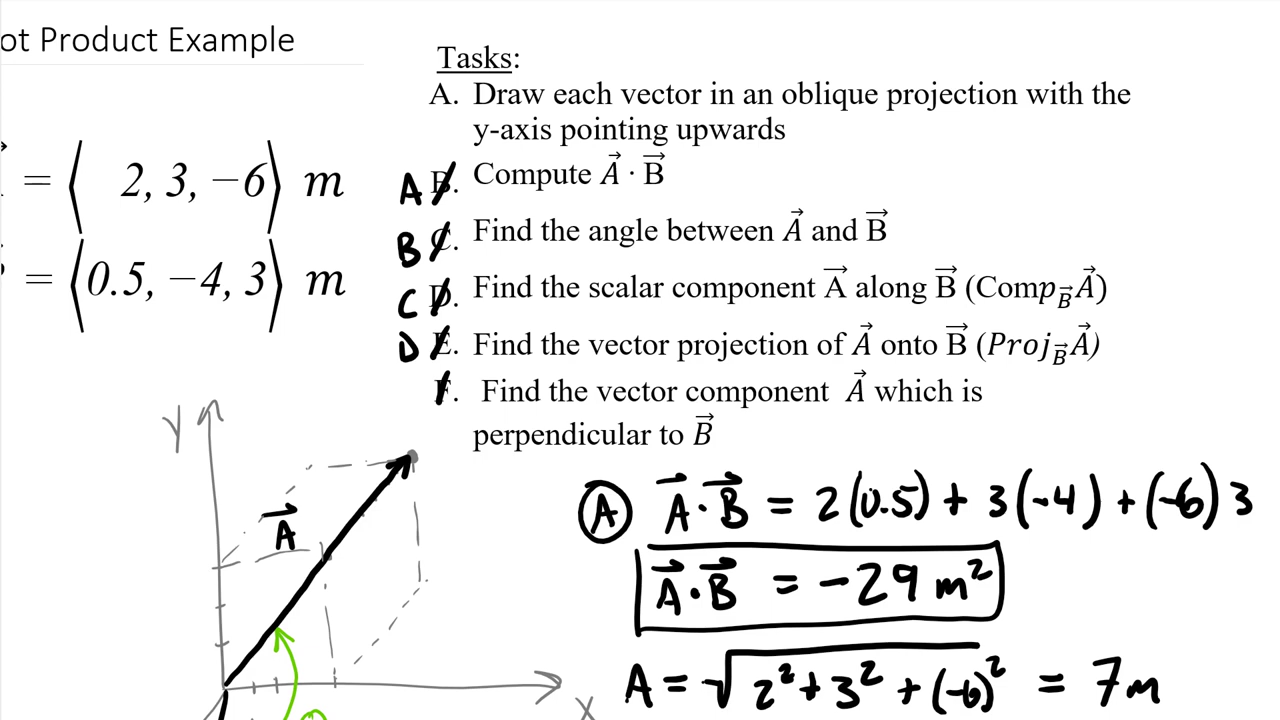 ot Product Example
Tasks:
A. Draw each vector in an oblique projection with the
y-axis pointing upwards
A B. Compute A⃗ · B⃗
B C. Find the angle between A⃗ and B⃗
C D. Find the scalar component A⃗ along B⃗ (Comp_B⃗ A⃗)
D E. Find the vector projection of A⃗ onto B⃗ (Proj_B⃗ A⃗)
F. Find the vector component A⃗ which is
perpendicular to B⃗
= ⟨ 2, 3, −6⟩ m
= ⟨0.5, −4, 3⟩ m
Y
A⃗
X
(A) A⃗ · B⃗ = 2(0.5) + 3(-4) + (-6)3
A⃗ · B⃗ = -29 m²
A = √(2² + 3² + (-6)²) = 7m